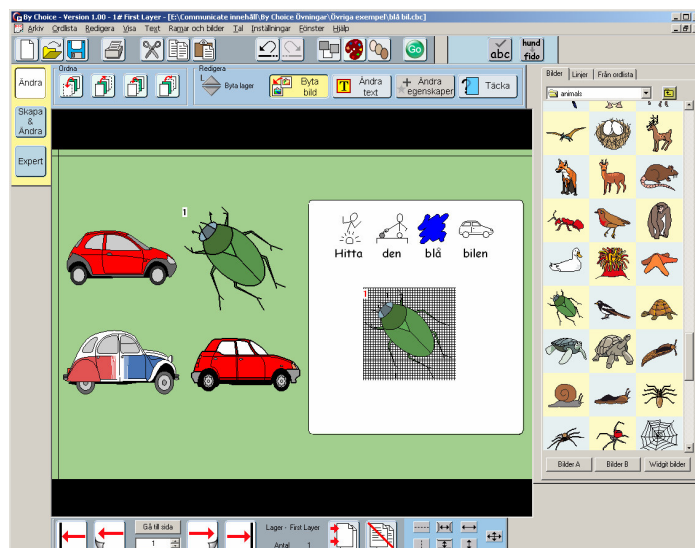 By Choice - Version 1.00 - 1# First Layer - [E:\Communicate innehåll\By Choice Övningar\Övriga exempel\blå bil.cbc]
Arkiv Ordlista Redigera Visa Text Ramar och bilder Tal Inställningar Fönster Hjälp
abc
hund
fido
Ändra
Skapa
&
Ändra
Expert
Ordna
Redigera
L
Byta lager
Byta
bild
T
Ändra
text
Ändra
egenskaper
?
Täcka
1
Hitta den blå bilen
1
Bilder Linjer Från ordlista
animals
Bilder A Bilder B Widgit bilder
Gå till sida
1
Lager - First Layer
Antal 1
Go